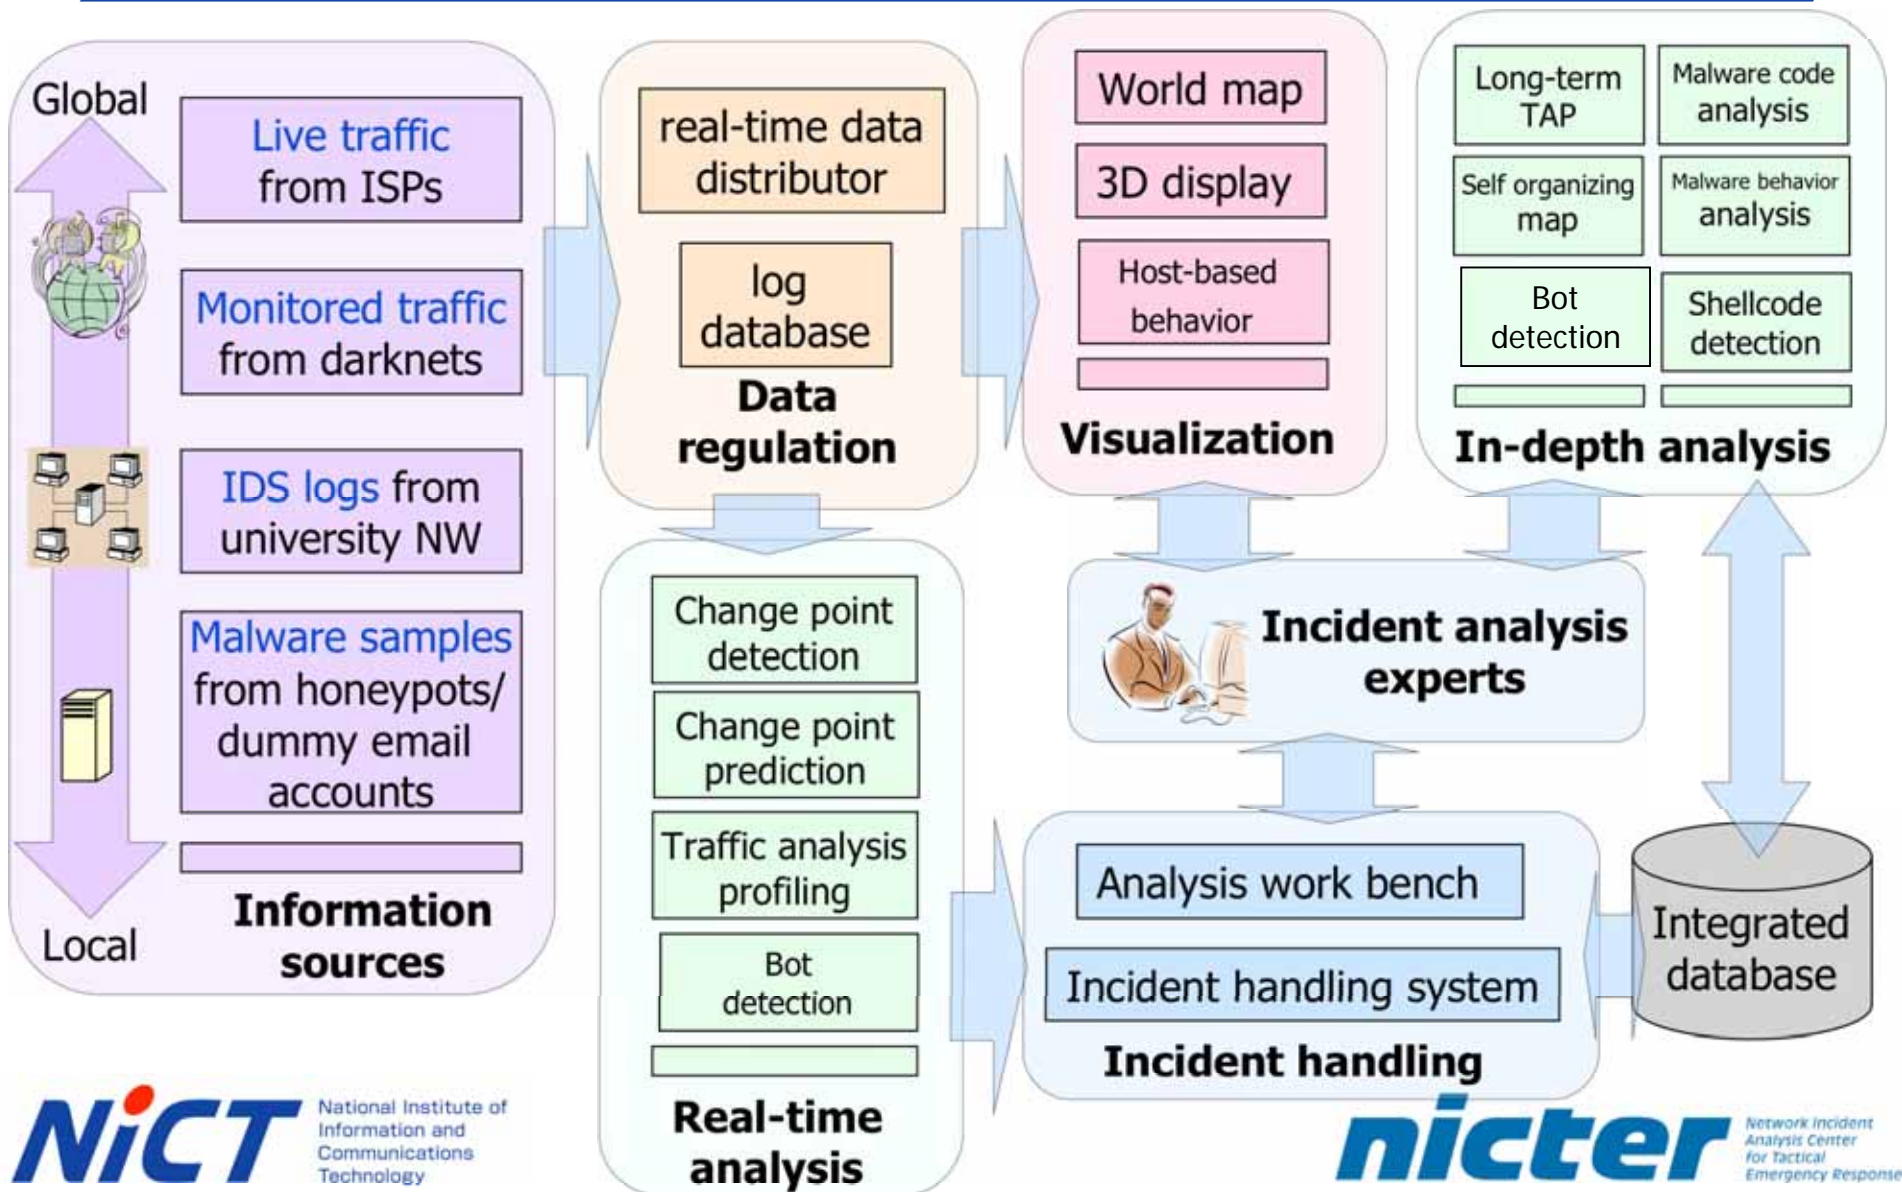 Global
Live traffic
from ISPs
Monitored traffic
from darknets
IDS logs from
university NW
Malware samples
from honeypots/
dummy email
accounts
Local
Information
sources
real-time data
distributor
log
database
Data
regulation
World map
3D display
Host-based
behavior
Visualization
Long-term
TAP
Malware code
analysis
Self organizing
map
Malware behavior
analysis
Bot
detection
Shellcode
detection
In-depth analysis
Change point
detection
Change point
prediction
Traffic analysis
profiling
Bot
detection
Real-time
analysis
Incident analysis
experts
Analysis work bench
Incident handling system
Incident handling
Integrated
database
NiCT
National Institute of
Information and
Communications
Technology
nicter
Network Incident
Analysis Center
for Tactical
Emergency Response